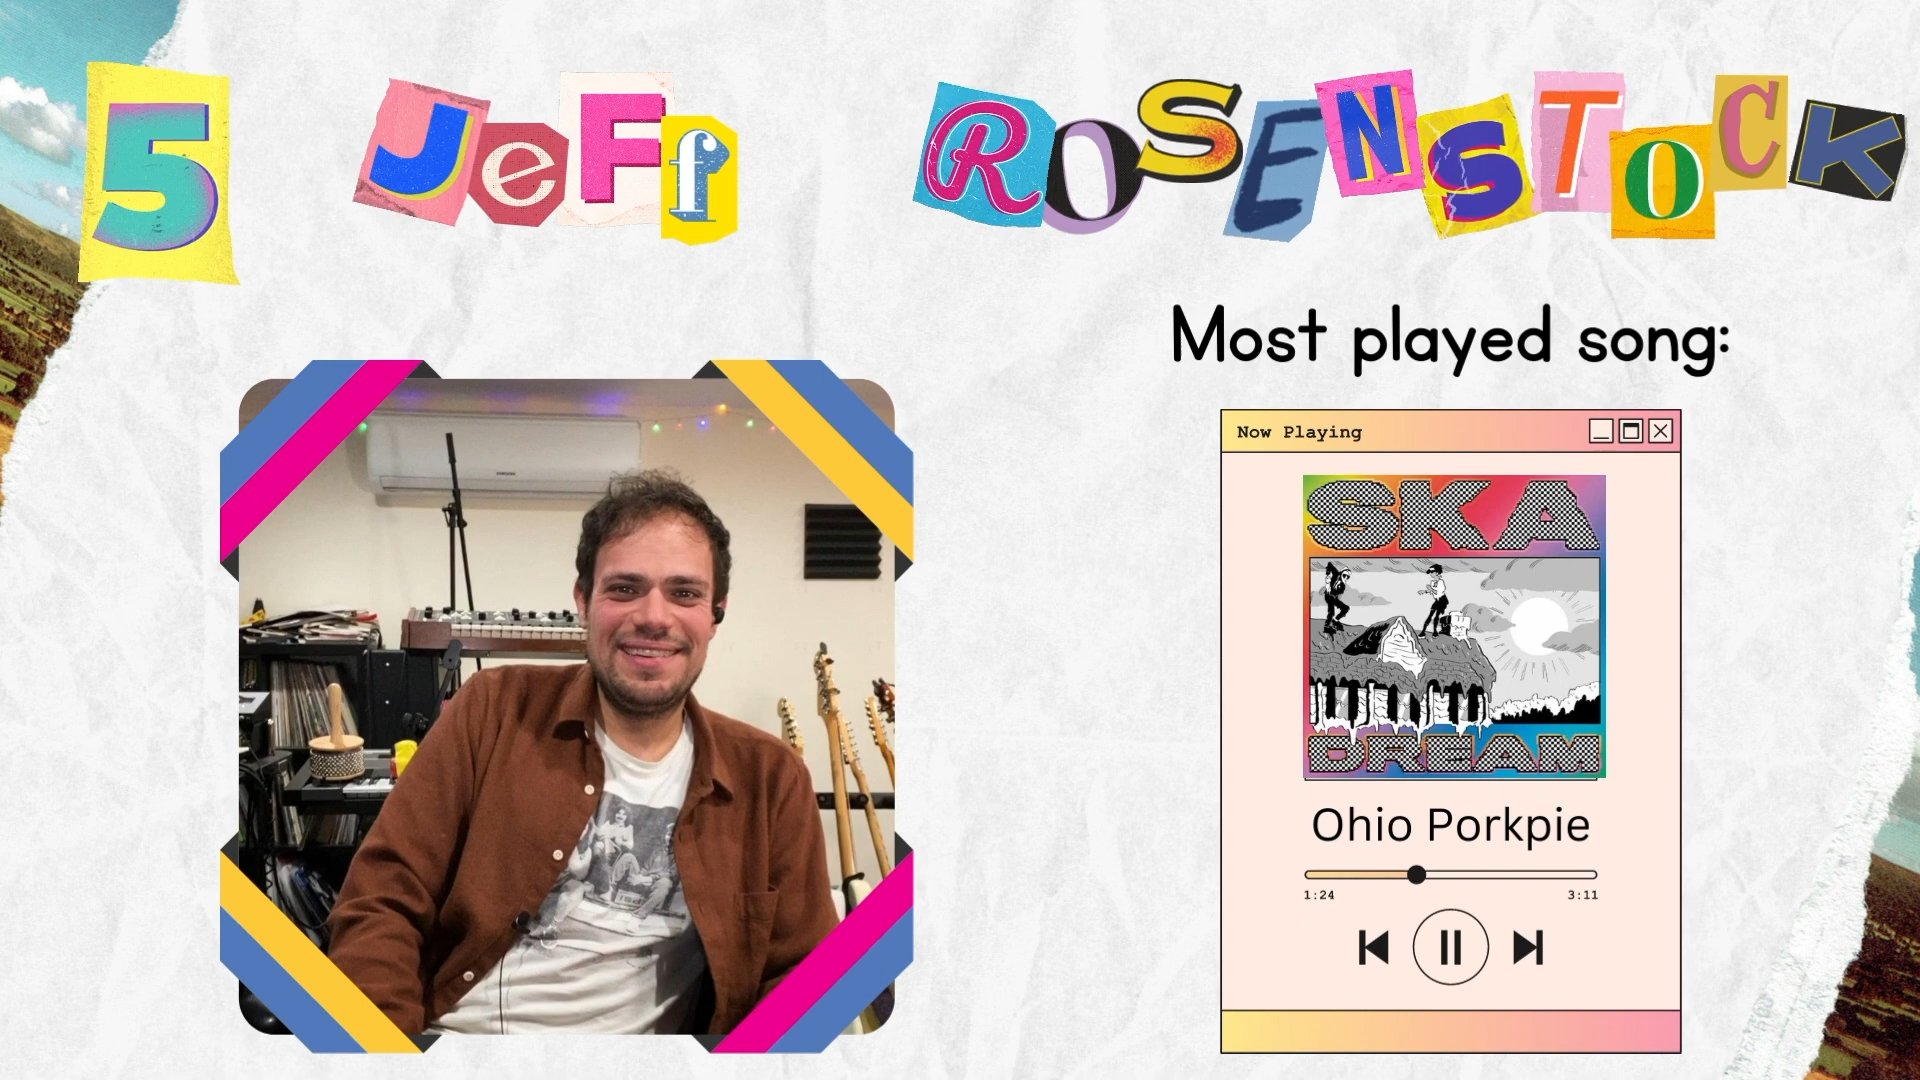 5 JeFf ROSENSTOCK
Most played song:
Now Playing
SKA
DREAM
Ohio Porkpie
1:24 3:11